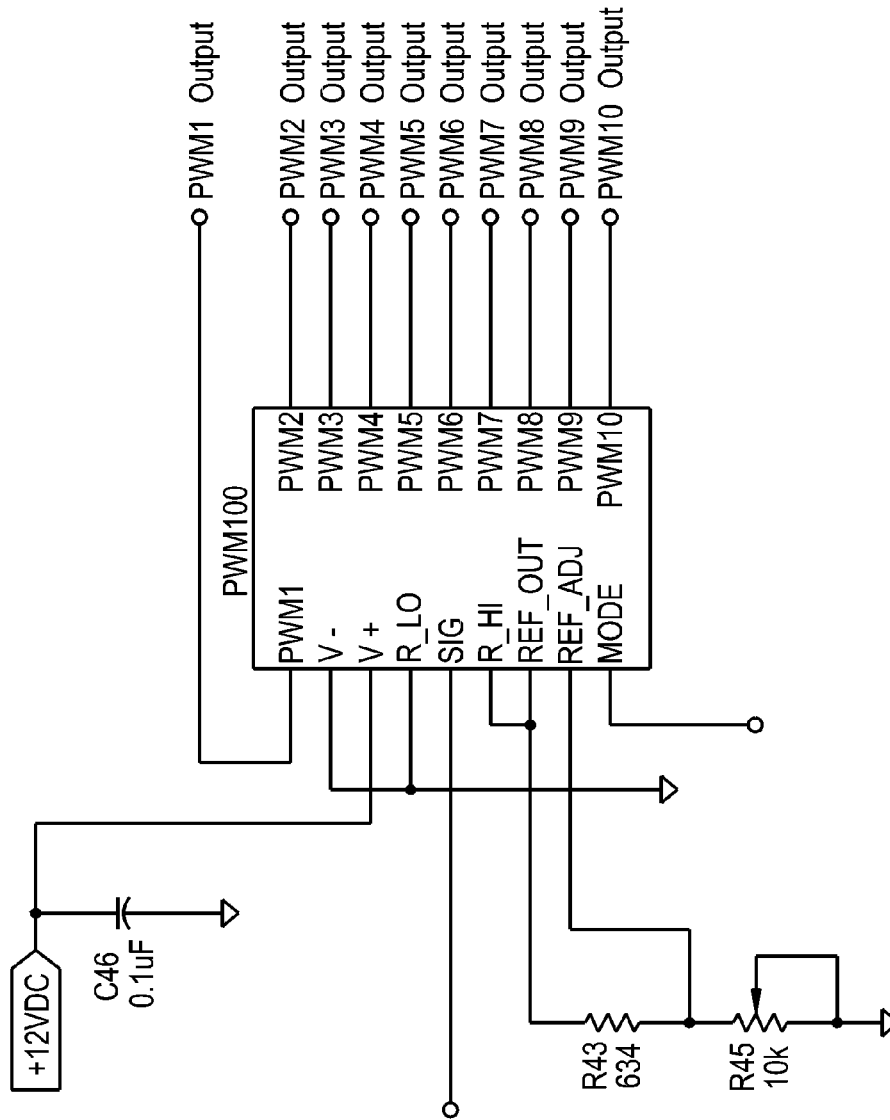 +12VDC
C46
0.1uF
R43
634
R45
10k
PWM100
PWM1
V -
V +
R_LO
SIG
R_HI
REF_OUT
REF_ADJ
MODE
PWM2
PWM3
PWM4
PWM5
PWM6
PWM7
PWM8
PWM9
PWM10
PWM1 Output
PWM2 Output
PWM3 Output
PWM4 Output
PWM5 Output
PWM6 Output
PWM7 Output
PWM8 Output
PWM9 Output
PWM10 Output